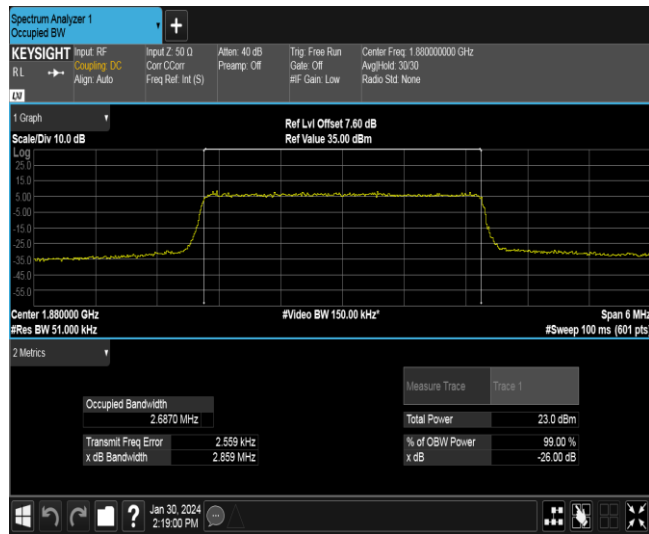 Spectrum Analyzer 1
Occupied BW
+
KEYSIGHT
R L
LXI
Input: RF
Coupling: DC
Align: Auto
Input Z: 50 Ω
Corr CCorr
Freq Ref: Int (S)
Atten: 40 dB
Preamp: Off
Trig: Free Run
Gate: Off
#IF Gain: Low
Center Freq: 1.880000000 GHz
Avg|Hold: 30/30
Radio Std: None
1 Graph
Scale/Div 10.0 dB
Ref Lvl Offset 7.60 dB
Ref Value 35.00 dBm
Log
25.0
15.0
5.00
-5.00
-15.0
-25.0
-35.0
-45.0
-55.0
Center 1.880000 GHz
#Res BW 51.000 kHz
#Video BW 150.00 kHz*
Span 6 MHz
#Sweep 100 ms (601 pts)
2 Metrics
Measure Trace Trace 1
Occupied Bandwidth
2.6870 MHz
Total Power 23.0 dBm
Transmit Freq Error 2.559 kHz
% of OBW Power 99.00 %
x dB Bandwidth 2.859 MHz
x dB -26.00 dB
?
Jan 30, 2024
2:19:00 PM